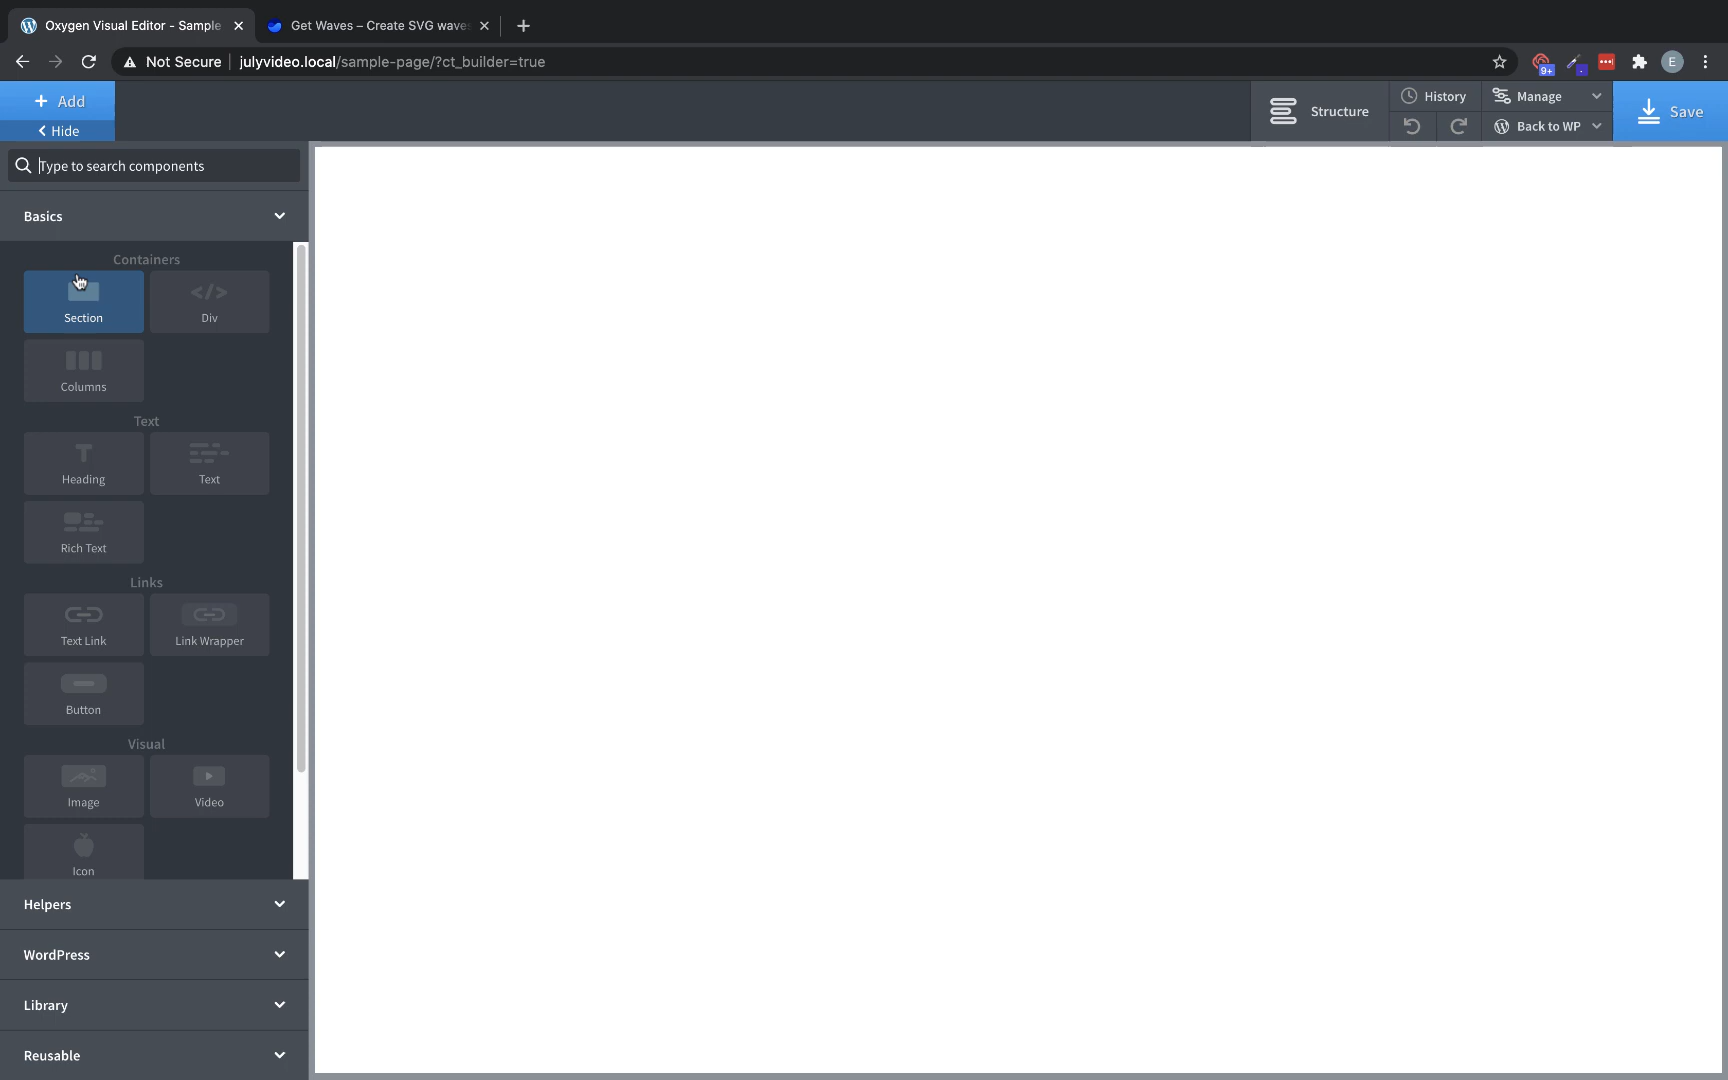 Oxygen Visual Editor - Sample
Get Waves – Create SVG waves
Not Secure
julyvideo.local/sample-page/?ct_builder=true
9+
E
+ Add
Hide
Structure
History
Manage
Back to WP
Save
Type to search components
Basics
Containers
Section
</>
Div
Columns
Text
Heading
Text
Rich Text
Links
Text Link
Link Wrapper
Button
Visual
Image
Video
Icon
Helpers
WordPress
Library
Reusable